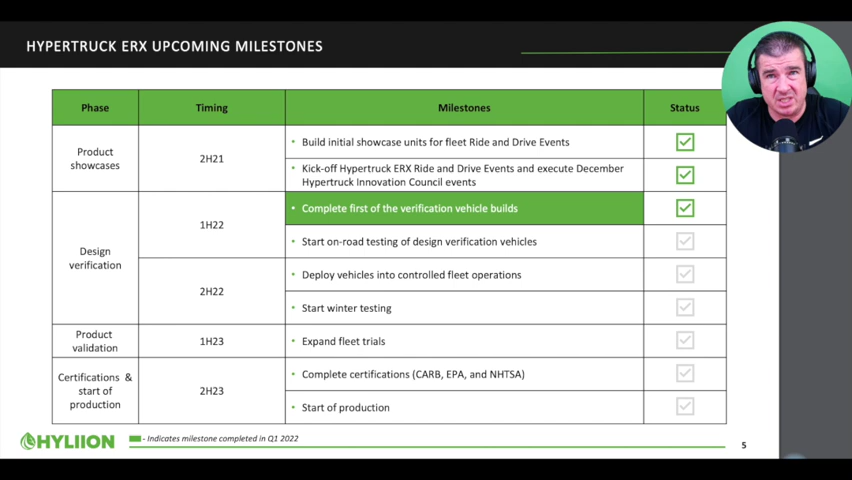 HYPERTRUCK ERX UPCOMING MILESTONES
Phase
Timing
Milestones
Status
Product
showcases
2H21
• Build initial showcase units for fleet Ride and Drive Events
• Kick-off Hypertruck ERX Ride and Drive Events and execute December
Hypertruck Innovation Council events
Design
verification
1H22
• Complete first of the verification vehicle builds
• Start on-road testing of design verification vehicles
2H22
• Deploy vehicles into controlled fleet operations
• Start winter testing
Product
validation
1H23
• Expand fleet trials
Certifications &
start of
production
2H23
• Complete certifications (CARB, EPA, and NHTSA)
• Start of production
HYLIION
- Indicates milestone completed in Q1 2022
5